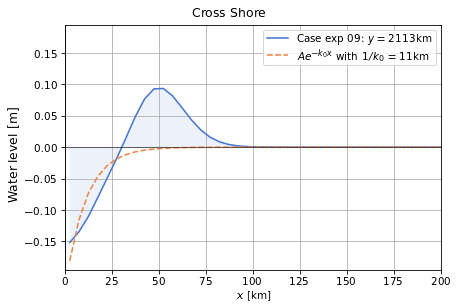 Cross Shore
Case exp 09: y = 2113km
Ae^{-k₀x} with 1/k₀ = 11km
Water level [m]
0.15
0.10
0.05
0.00
−0.05
−0.10
−0.15
0 25 50 75 100 125 150 175 200
x [km]